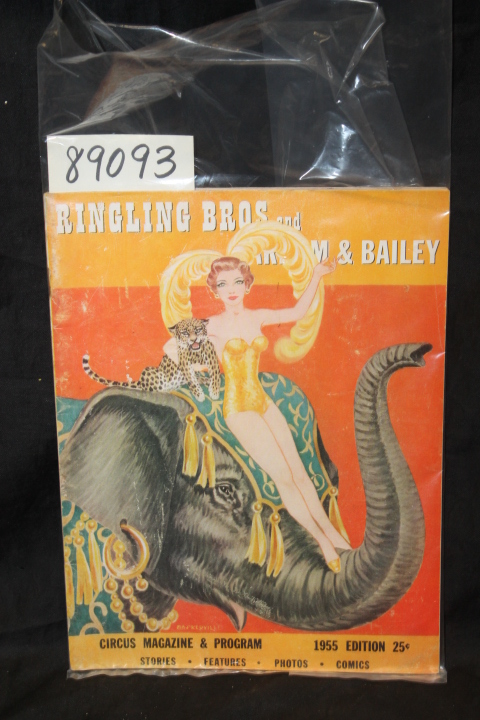 89093
RINGLING BROS and
M & BAILEY
CIRCUS MAGAZINE & PROGRAM 1955 EDITION 25¢
STORIES • FEATURES • PHOTOS • COMICS